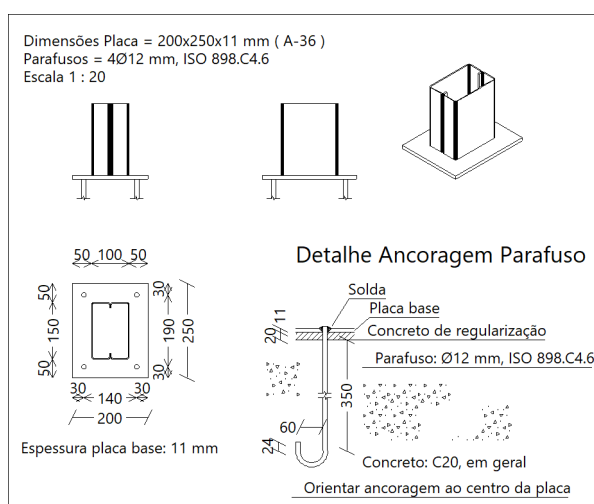 Dimensões Placa = 200x250x11 mm ( A-36 )
Parafusos = 4Ø12 mm, ISO 898.C4.6
Escala 1 : 20
50 100 50
50
150
50
30
190
30
250
30 30
140
200
Espessura placa base: 11 mm
Detalhe Ancoragem Parafuso
Solda
Placa base
Concreto de regularização
Parafuso: Ø12 mm, ISO 898.C4.6
11
20
350
60
24
Concreto: C20, em geral
Orientar ancoragem ao centro da placa